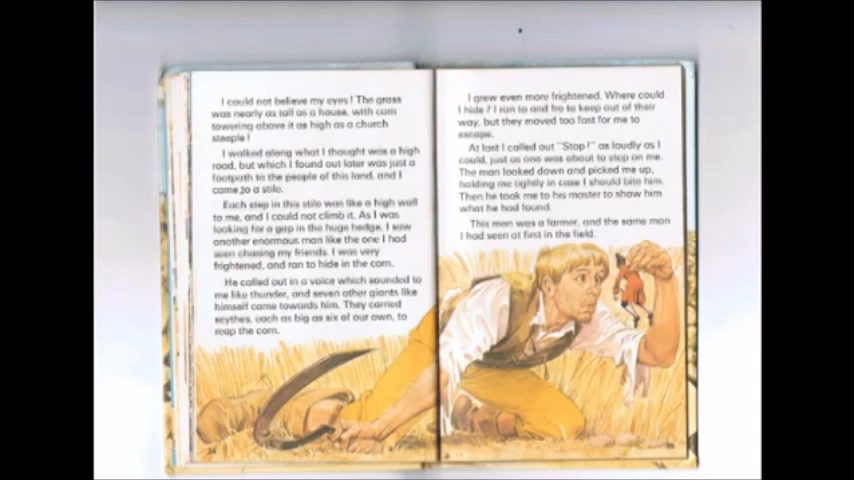 I could not believe my eyes! The grass
was nearly as tall as a house, with corn
towering above it as high as a church
steeple!
I walked along what I thought was a high
road, but which I found out later was just a
footpath to the people of this land, and I
came to a stile.
Each step in this stile was like a high wall
to me, and I could not climb it. As I was
looking for a gap in the huge hedge, I saw
another enormous man like the one I had
seen chasing my friends. I was very
frightened, and ran to hide in the corn.
He called out in a voice which sounded to
me like thunder, and seven other giants like
himself came towards him. They carried
scythes, each as big as six of our own, to
reap the corn.
24
I grew even more frightened. Where could
I hide? I ran to and fro to keep out of their
way, but they moved too fast for me to
escape.
At last I called out "Stop!" as loudly as I
could, just as one was about to step on me.
The man looked down and picked me up,
holding me tightly in case I should bite him.
Then he took me to his master to show him
what he had found.
This man was a farmer, and the same man
I had seen at first in the field.